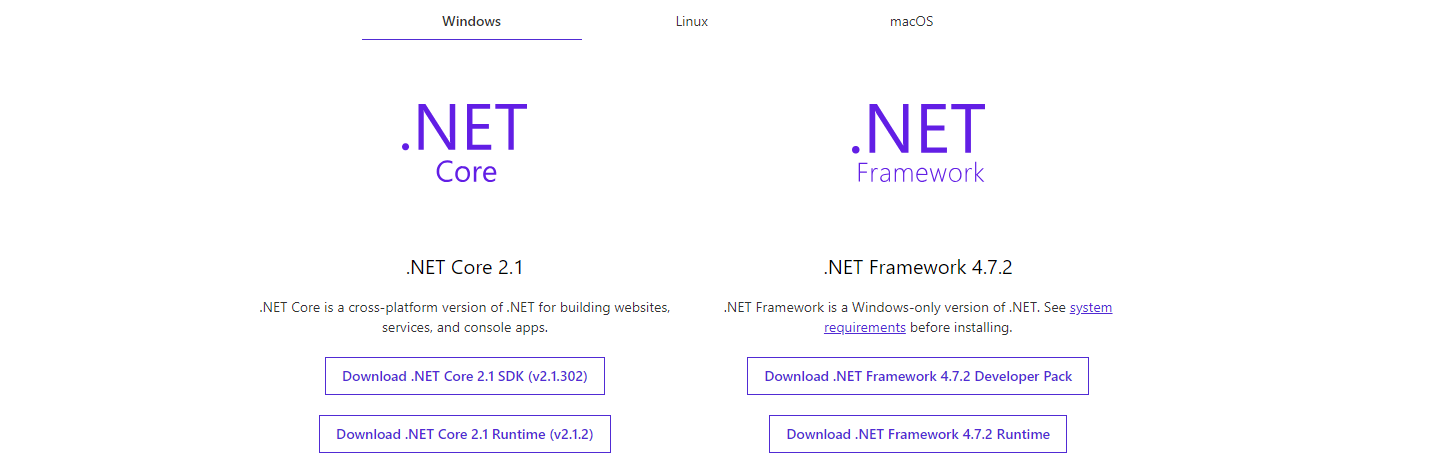 Windows
Linux
macOS
.NET
Core
.NET
Framework
.NET Core 2.1
.NET Core is a cross-platform version of .NET for building websites,
services, and console apps.
Download .NET Core 2.1 SDK (v2.1.302)
Download .NET Core 2.1 Runtime (v2.1.2)
.NET Framework 4.7.2
.NET Framework is a Windows-only version of .NET. See system
requirements before installing.
Download .NET Framework 4.7.2 Developer Pack
Download .NET Framework 4.7.2 Runtime